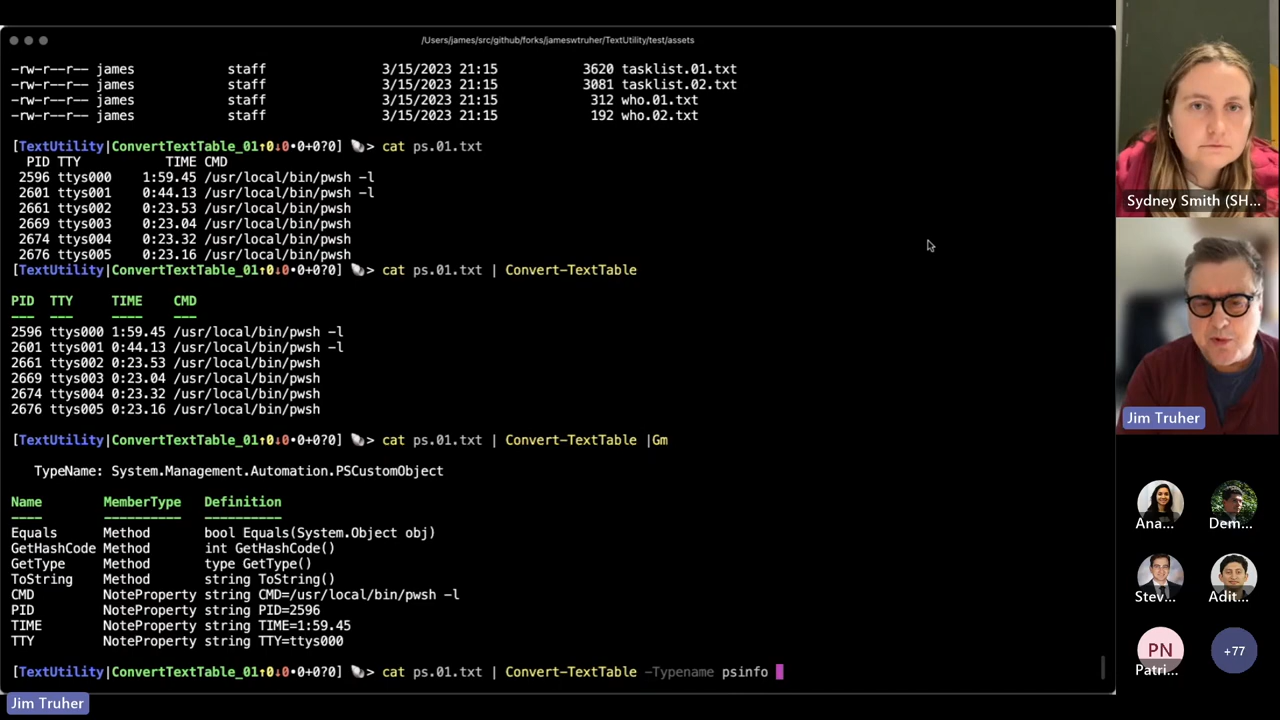 /Users/james/src/github/forks/jameswtruher/TextUtility/test/assets
-rw-r--r-- james staff 3/15/2023 21:15 3620 tasklist.01.txt
-rw-r--r-- james staff 3/15/2023 21:15 3081 tasklist.02.txt
-rw-r--r-- james staff 3/15/2023 21:15 312 who.01.txt
-rw-r--r-- james staff 3/15/2023 21:15 192 who.02.txt
[TextUtility|ConvertTextTable_01↑0↓0•0+0?0] 🐚> cat ps.01.txt
PID TTY TIME CMD
2596 ttys000 1:59.45 /usr/local/bin/pwsh -l
2601 ttys001 0:44.13 /usr/local/bin/pwsh -l
2661 ttys002 0:23.53 /usr/local/bin/pwsh
2669 ttys003 0:23.04 /usr/local/bin/pwsh
2674 ttys004 0:23.32 /usr/local/bin/pwsh
2676 ttys005 0:23.16 /usr/local/bin/pwsh
[TextUtility|ConvertTextTable_01↑0↓0•0+0?0] 🐚> cat ps.01.txt | Convert-TextTable
PID TTY TIME CMD
--- --- ---- ---
2596 ttys000 1:59.45 /usr/local/bin/pwsh -l
2601 ttys001 0:44.13 /usr/local/bin/pwsh -l
2661 ttys002 0:23.53 /usr/local/bin/pwsh
2669 ttys003 0:23.04 /usr/local/bin/pwsh
2674 ttys004 0:23.32 /usr/local/bin/pwsh
2676 ttys005 0:23.16 /usr/local/bin/pwsh
[TextUtility|ConvertTextTable_01↑0↓0•0+0?0] 🐚> cat ps.01.txt | Convert-TextTable |Gm
TypeName: System.Management.Automation.PSCustomObject
Name MemberType Definition
---- ---------- ----------
Equals Method bool Equals(System.Object obj)
GetHashCode Method int GetHashCode()
GetType Method type GetType()
ToString Method string ToString()
CMD NoteProperty string CMD=/usr/local/bin/pwsh -l
PID NoteProperty string PID=2596
TIME NoteProperty string TIME=1:59.45
TTY NoteProperty string TTY=ttys000
[TextUtility|ConvertTextTable_01↑0↓0•0+0?0] 🐚> cat ps.01.txt | Convert-TextTable -Typename psinfo
Jim Truher
Sydney Smith (SH...
Jim Truher
Ana... Dem...
Stev... Adit...
PN
Patri...
+77